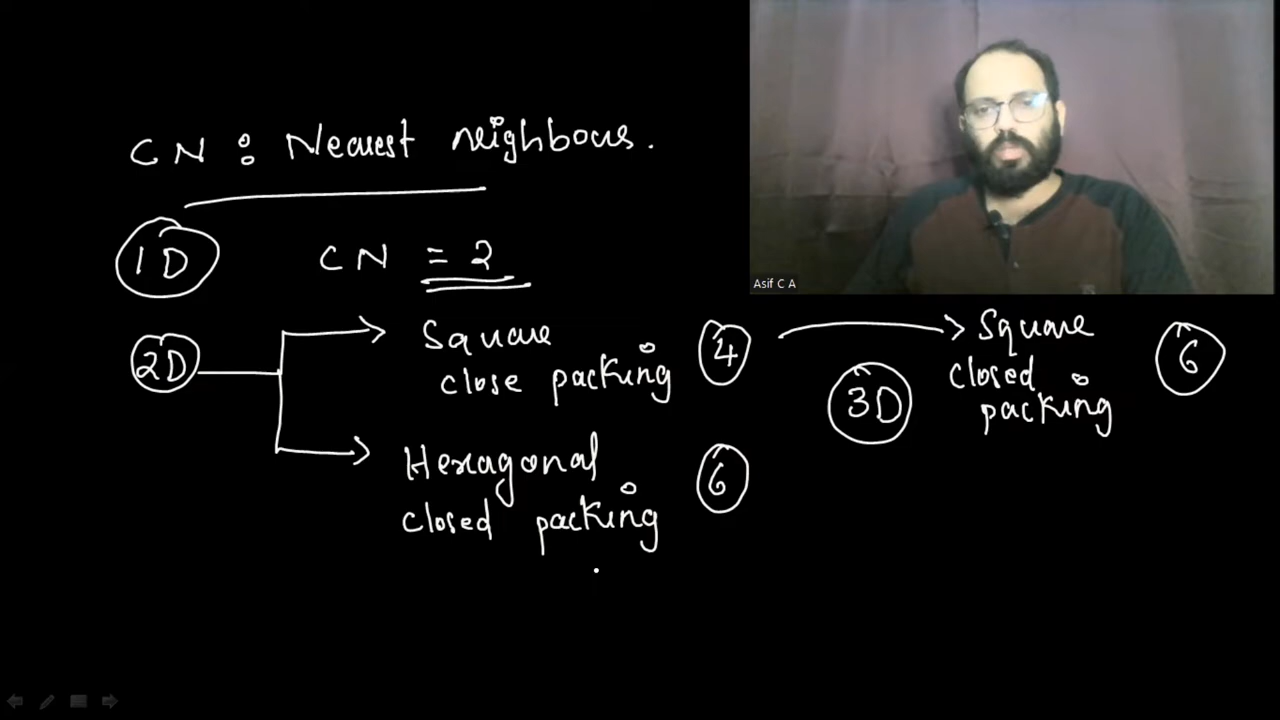 CN : Nearest neighbous.
1D CN = 2
2D
Square
close packing 4
Hexagonal
closed packing 6
3D
Square
closed
packing 6
Asif C A